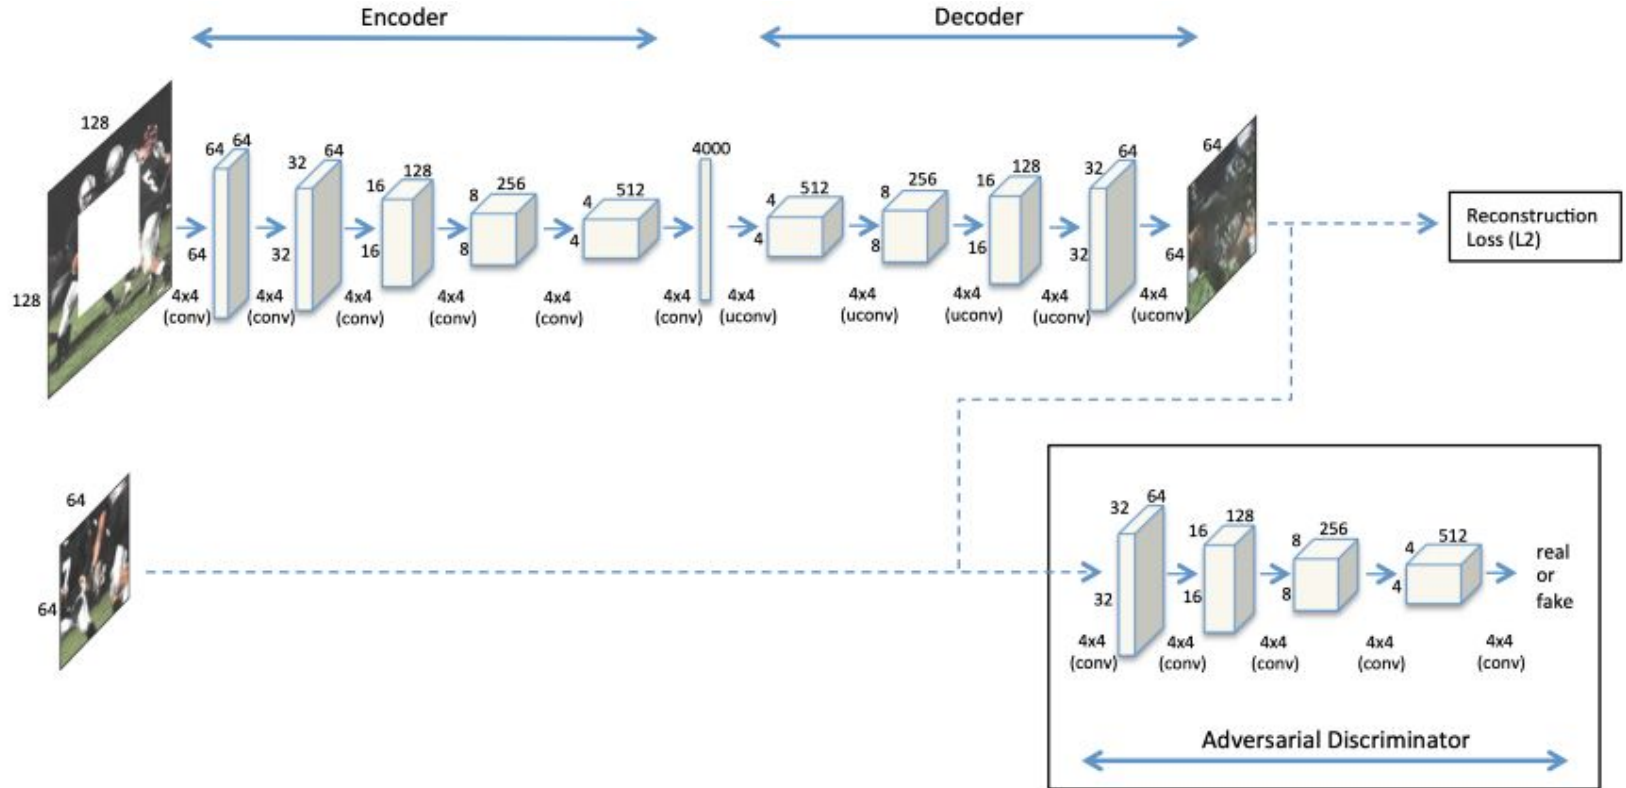 Encoder
Decoder
128
128
64 64
64
4x4
(conv)
32 64
32
4x4
(conv)
16 128
16
4x4
(conv)
8 256
8
4x4
(conv)
4 512
4
4x4
(conv)
4000
4x4
(conv)
4x4
(uconv)
4 512
4
4x4
(uconv)
8 256
8
4x4
(uconv)
16 128
16
4x4
(uconv)
32 64
32
4x4
(uconv)
64
64
Reconstruction
Loss (L2)
64
64
4x4
(conv)
32 64
32
4x4
(conv)
16 128
16
4x4
(conv)
8 256
8
4x4
(conv)
4 512
4
4x4
(conv)
real
or
fake
Adversarial Discriminator